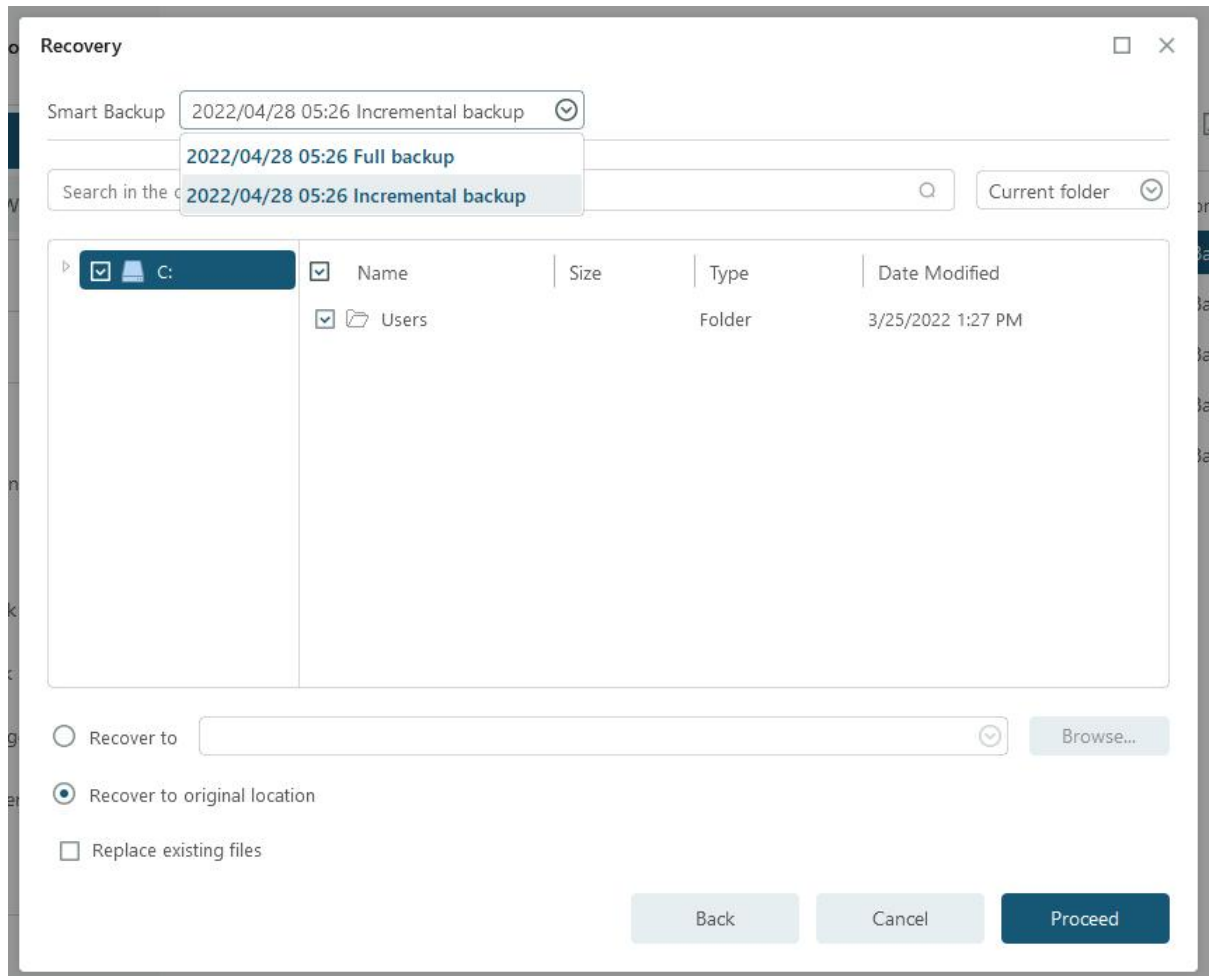 Recovery
Smart Backup 2022/04/28 05:26 Incremental backup
2022/04/28 05:26 Full backup
2022/04/28 05:26 Incremental backup
Search in the Current folder
C: Name Size Type Date Modified
Users Folder 3/25/2022 1:27 PM
Recover to Browse...
Recover to original location
Replace existing files
Back Cancel Proceed